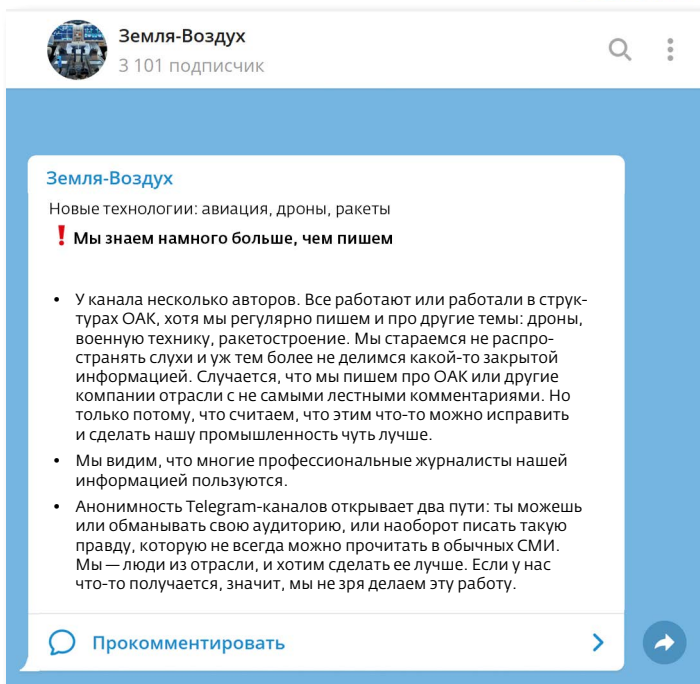 Земля-Воздух
3 101 подписчик
Земля-Воздух
Новые технологии: авиация, дроны, ракеты
❗ Мы знаем намного больше, чем пишем
• У канала несколько авторов. Все работают или работали в струк-
турах ОАК, хотя мы регулярно пишем и про другие темы: дроны,
военную технику, ракетостроение. Мы стараемся не распро-
странять слухи и уж тем более не делимся какой-то закрытой
информацией. Случается, что мы пишем про ОАК или другие
компании отрасли с не самыми лестными комментариями. Но
только потому, что считаем, что этим что-то можно исправить
и сделать нашу промышленность чуть лучше.
• Мы видим, что многие профессиональные журналисты нашей
информацией пользуются.
• Анонимность Telegram-каналов открывает два пути: ты можешь
или обманывать свою аудиторию, или наоборот писать такую
правду, которую не всегда можно прочитать в обычных СМИ.
Мы — люди из отрасли, и хотим сделать ее лучше. Если у нас
что-то получается, значит, мы не зря делаем эту работу.
Прокомментировать